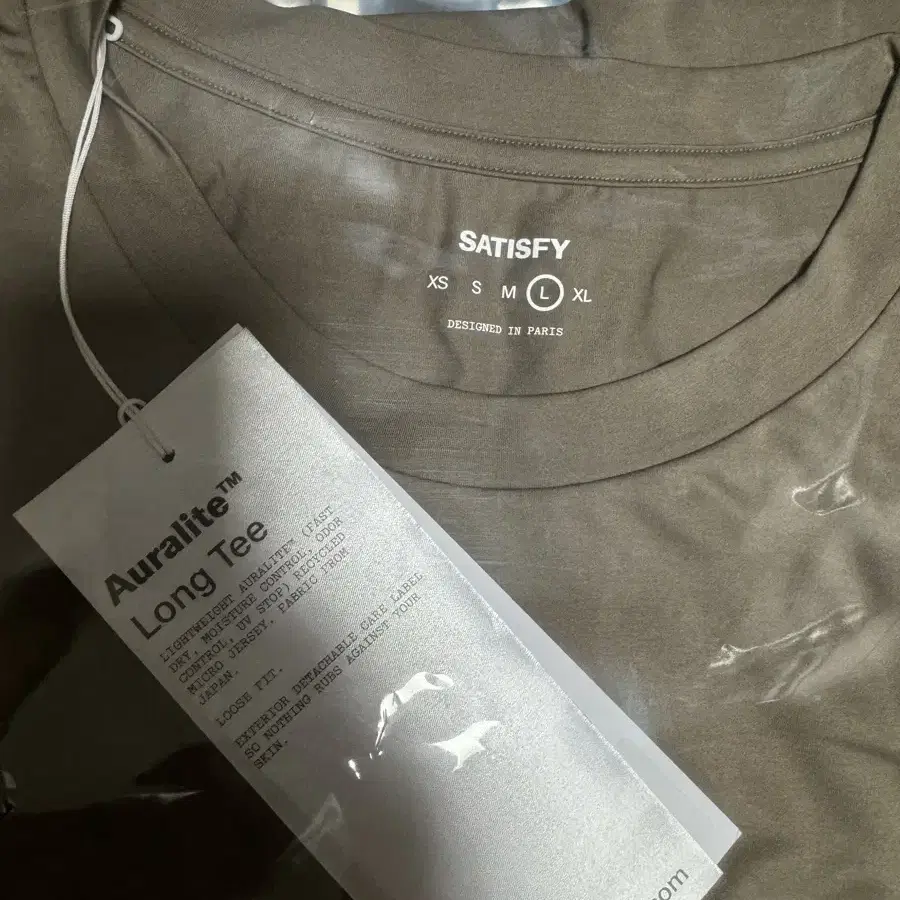 SATISFY
XS S M L XL
DESIGNED IN PARIS
Auralite™
Long Tee
LIGHTWEIGHT AURALITE™ (FAST
DRY, MOISTURE CONTROL, ODOR
CONTROL, UV STOP) RECYCLED
MICRO JERSEY. FABRIC FROM
JAPAN.
LOOSE FIT.
EXTERIOR DETACHABLE CARE LABEL
SO NOTHING RUBS AGAINST YOUR
SKIN.
.com